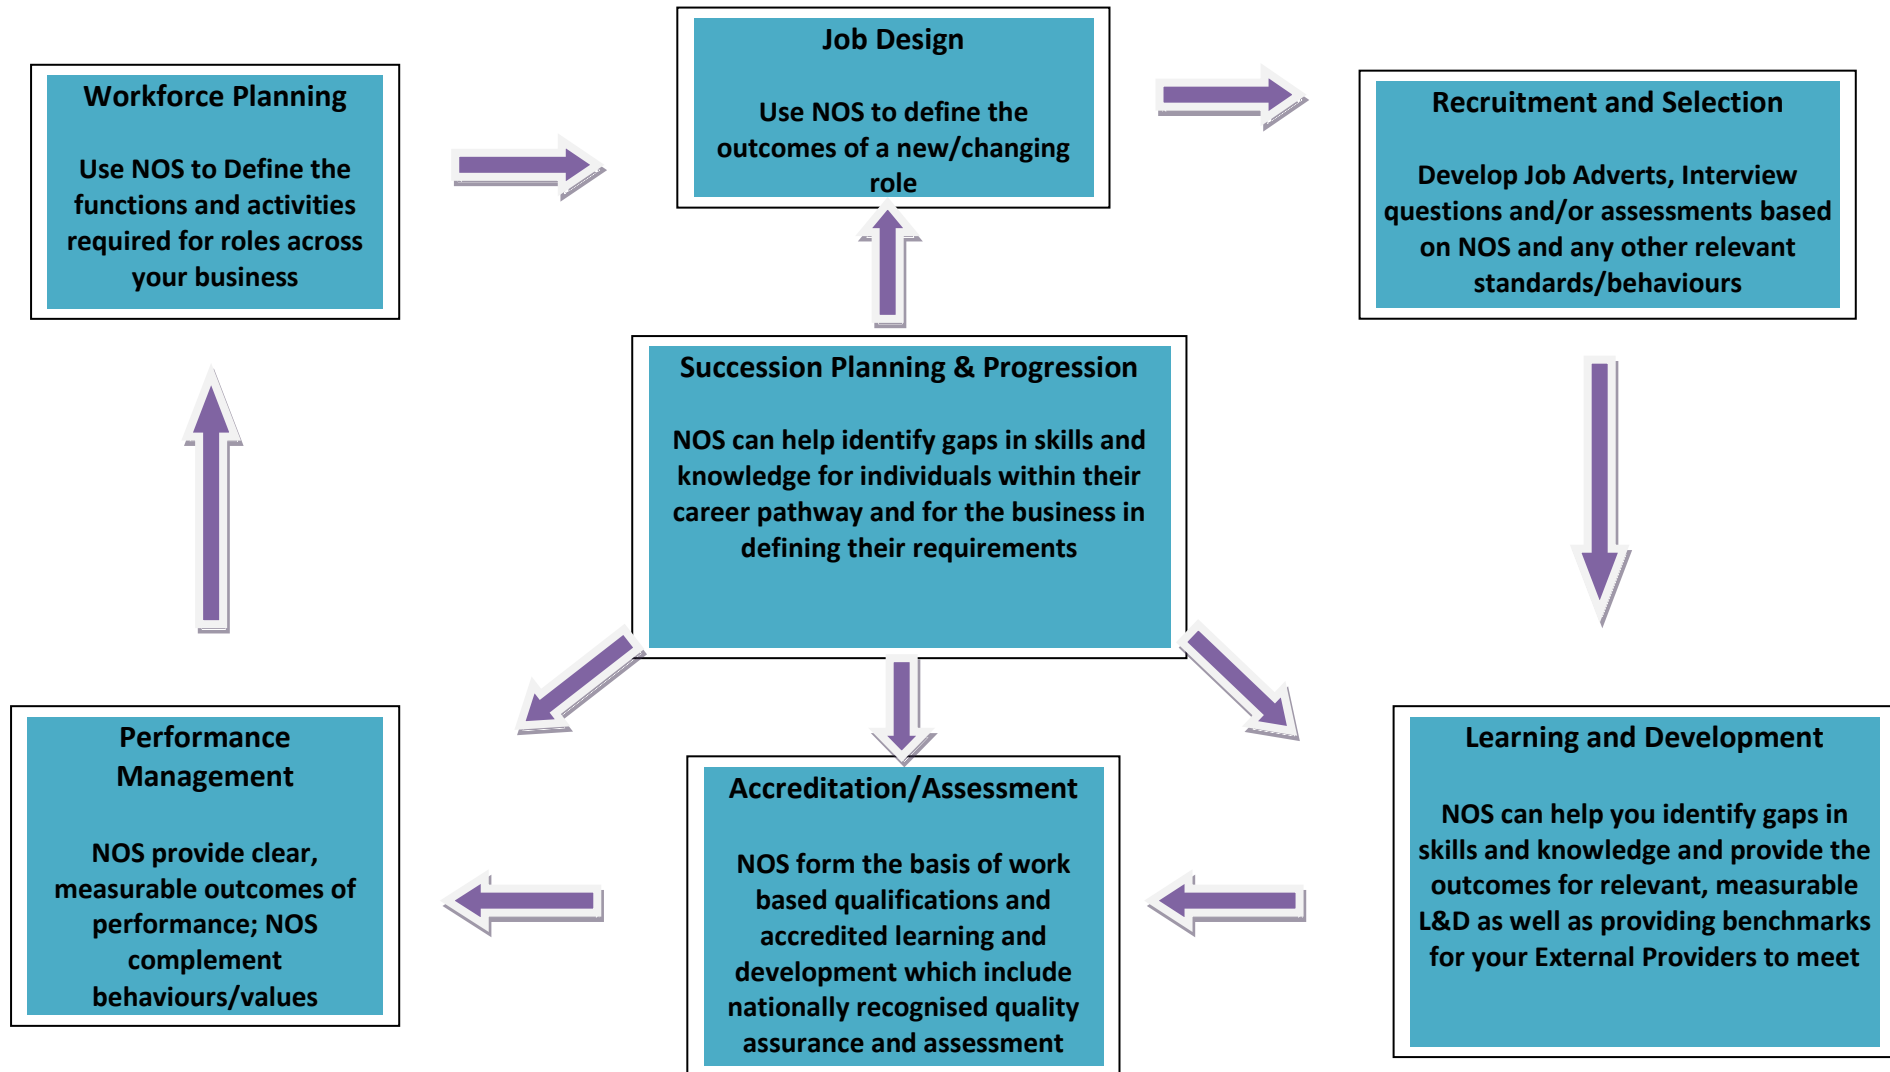 Workforce Planning
Use NOS to Define the
functions and activities
required for roles across
your business
Job Design
Use NOS to define the
outcomes of a new/changing
role
Recruitment and Selection
Develop Job Adverts, Interview
questions and/or assessments based
on NOS and any other relevant
standards/behaviours
Succession Planning & Progression
NOS can help identify gaps in skills and
knowledge for individuals within their
career pathway and for the business in
defining their requirements
Performance
Management
NOS provide clear,
measurable outcomes of
performance; NOS
complement
behaviours/values
Accreditation/Assessment
NOS form the basis of work
based qualifications and
accredited learning and
development which include
nationally recognised quality
assurance and assessment
Learning and Development
NOS can help you identify gaps in
skills and knowledge and provide the
outcomes for relevant, measurable
L&D as well as providing benchmarks
for your External Providers to meet